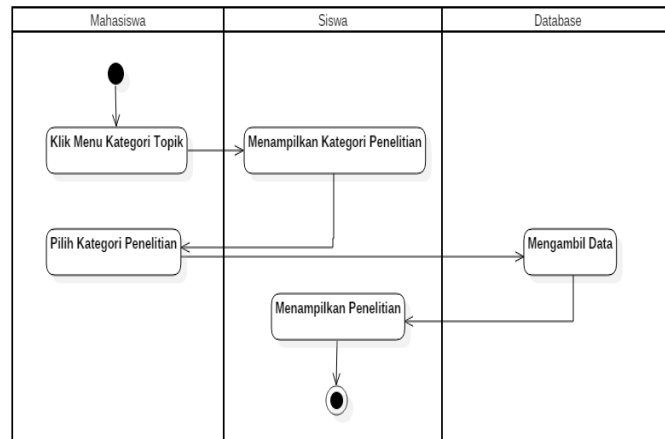 Mahasiswa
Siswa
Database
Klik Menu Kategori Topik
Menampilkan Kategori Penelitian
Pilih Kategori Penelitian
Mengambil Data
Menampilkan Penelitian